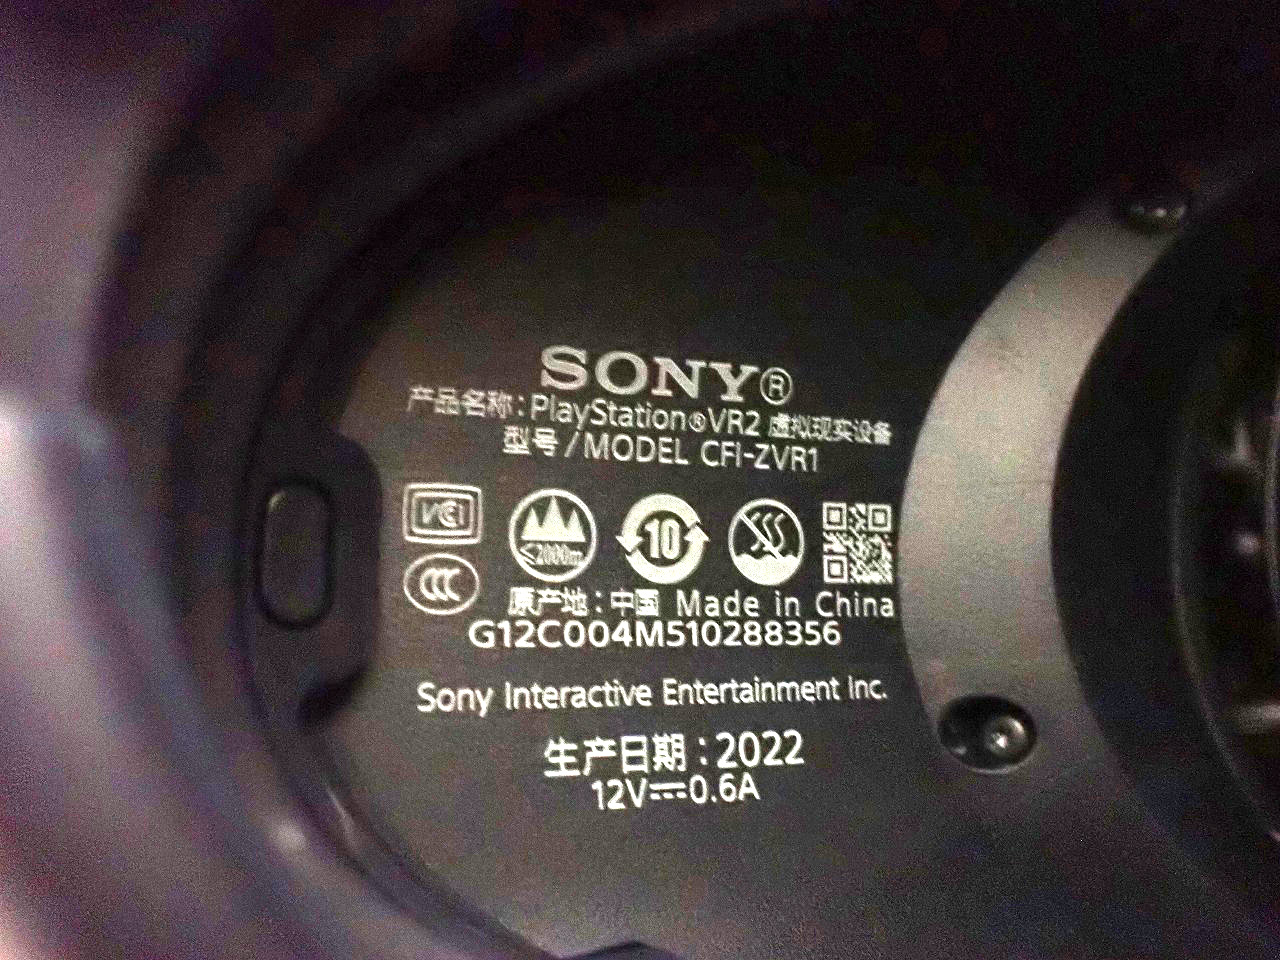 SONY®
产品名称：PlayStation®VR2 虚拟现实设备
型号/MODEL CFI-ZVR1
VCCI
≤2000m
10
CCC
原产地：中国 Made in China
G12C004M510288356
Sony Interactive Entertainment Inc.
生产日期：2022
12V⎓0.6A